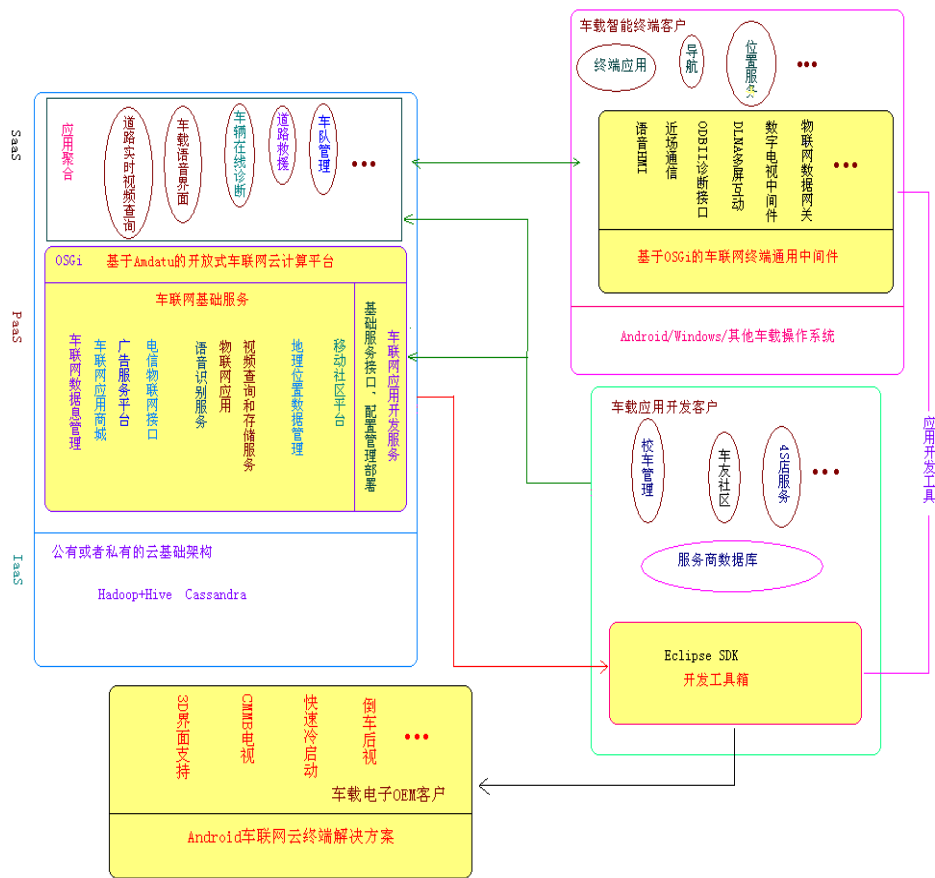 SaaS
应用聚合
道路实时视频查询
车载语音界面
车辆在线诊断
道路救援
车队管理
•••
PaaS
OSGi 基于Amdatu的开放式车联网云计算平台
车联网基础服务
车联网数据息管理
车联网应用商城
广告服务平台
电信物联网接口
语音识别服务
物联网应用
视频查询和存储服务
地理位置数据管理
移动社区平台
基础服务接口、配置管理部署
车联网应用开发服务
IaaS
公有或者私有的云基础架构
Hadoop+Hive Cassandra
车载智能终端客户
终端应用
导航
位置服务
•••
语音HMI
近场通信
ODBII诊断接口
DLNA多屏互动
数字电视中间件
物联网数据网关
•••
基于OSGi的车联网终端通用中间件
Android/Windows/其他车载操作系统
车载应用开发客户
校车管理
车友社区
4S店服务
•••
服务商数据库
Eclipse SDK
开发工具箱
应用开发工具
3D界面支持
CMMB电视
快速冷启动
倒车后视
•••
车载电子OEM客户
Android车联网云终端解决方案